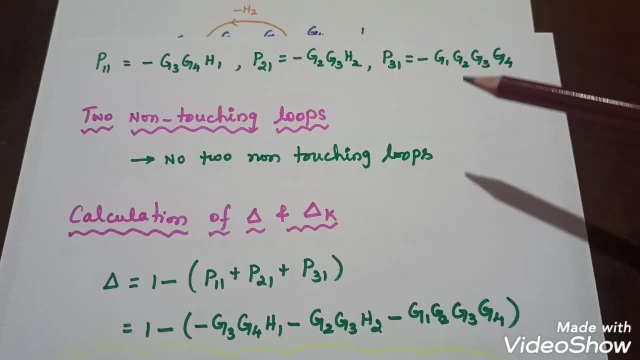 -H2
P11 = - G3G4H1 , P21 = - G2G3H2 , P31 = - G1G2G3G4
Two Non-touching loops
→ No two non touching loops
Calculation of Δ & ΔK
Δ = 1 - (P11 + P21 + P31)
= 1 - (-G3G4H1 - G2G3H2 - G1G2G3G4)
Made with
VideoShow